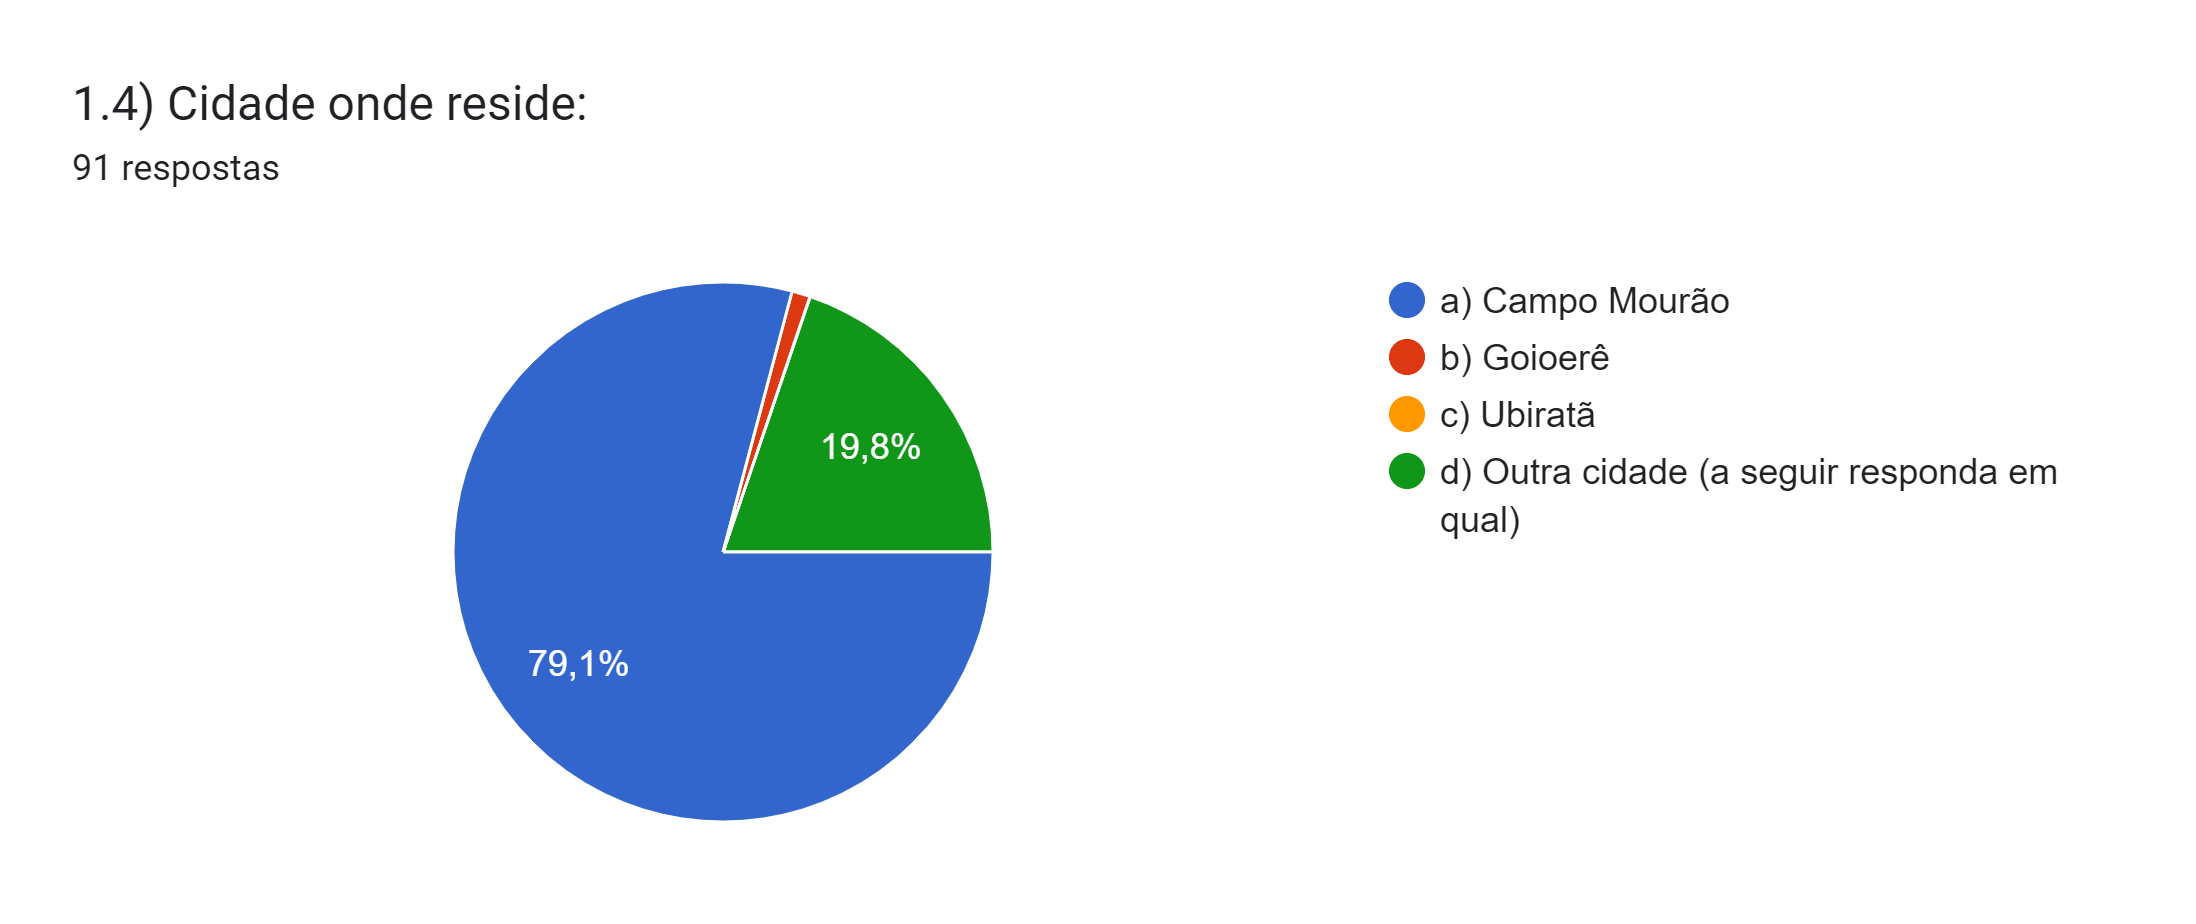 1.4) Cidade onde reside:
91 respostas
a) Campo Mourão
b) Goioerê
c) Ubiratã
d) Outra cidade (a seguir responda em
qual)
19,8%
79,1%